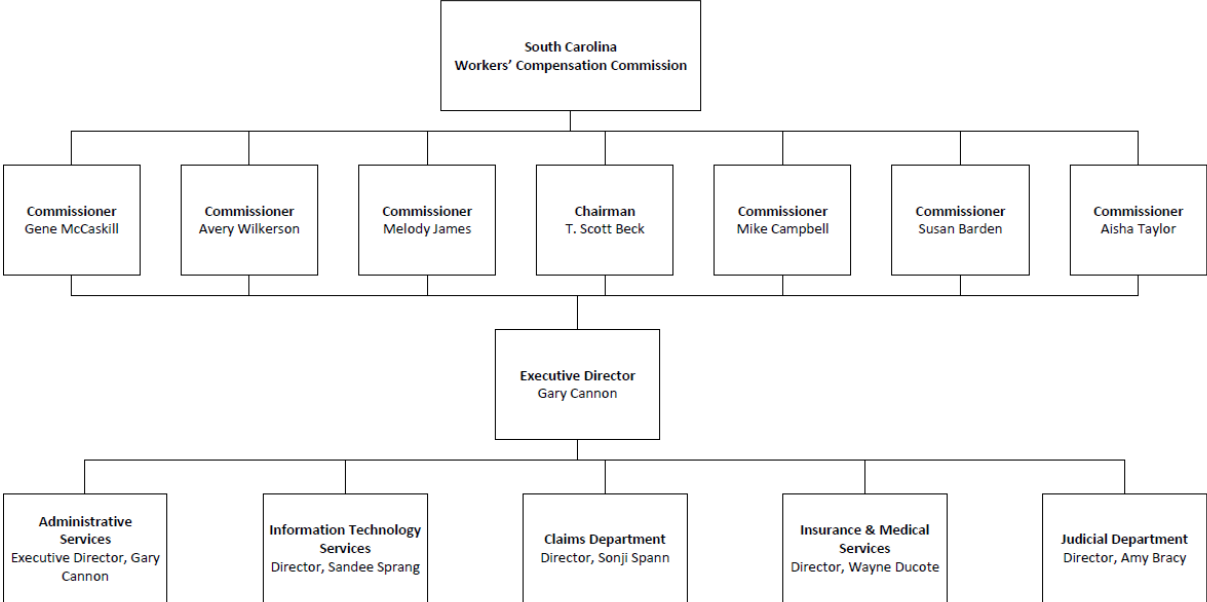 South Carolina
Workers’ Compensation Commission
Commissioner
Gene McCaskill
Commissioner
Avery Wilkerson
Commissioner
Melody James
Chairman
T. Scott Beck
Commissioner
Mike Campbell
Commissioner
Susan Barden
Commissioner
Aisha Taylor
Executive Director
Gary Cannon
Administrative
Services
Executive Director, Gary
Cannon
Information Technology
Services
Director, Sandee Sprang
Claims Department
Director, Sonji Spann
Insurance & Medical
Services
Director, Wayne Ducote
Judicial Department
Director, Amy Bracy